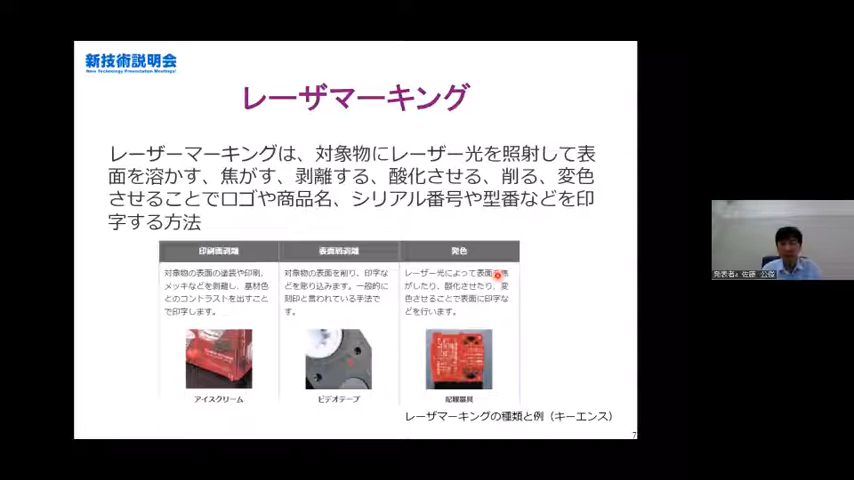 新技術説明会
New Technology Presentation Meetings!
レーザマーキング
レーザーマーキングは、対象物にレーザー光を照射して表
面を溶かす、焦がす、剥離する、酸化させる、削る、変色
させることでロゴや商品名、シリアル番号や型番などを印
字する方法
印刷面剥離
対象物の表面の塗装や印刷、
メッキなどを剥離し、基材色
とのコントラストを出すこと
で印字します。
アイスクリーム
表面層剥離
対象物の表面を削り、印字な
どを彫り込みます。一般的に
刻印と言われている手法で
す。
ビデオテープ
発色
レーザー光によって表面を焦
がしたり、酸化させたり、変
色させることで表面に印字な
どを行います。
配線器具
レーザマーキングの種類と例（キーエンス）
7
発表者：佐藤 公俊